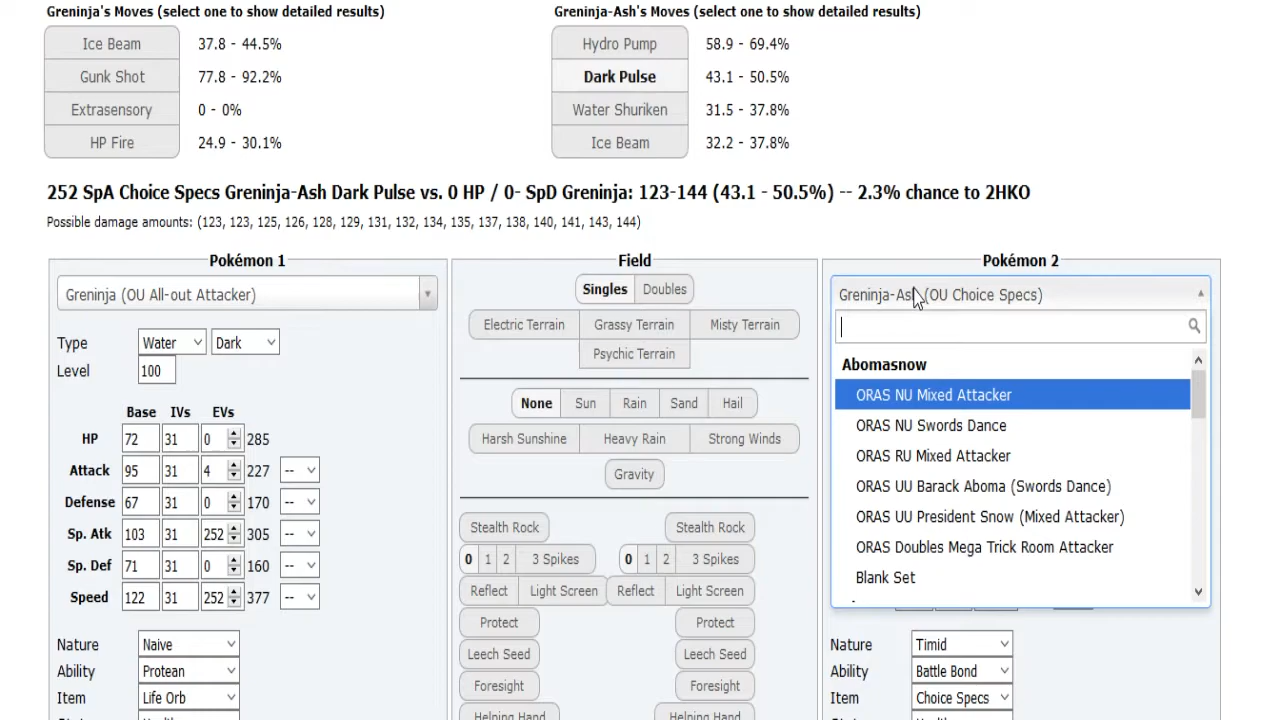 Greninja's Moves (select one to show detailed results)
Greninja-Ash's Moves (select one to show detailed results)
Ice Beam 37.8 - 44.5%
Hydro Pump 58.9 - 69.4%
Gunk Shot 77.8 - 92.2%
Dark Pulse 43.1 - 50.5%
Extrasensory 0 - 0%
Water Shuriken 31.5 - 37.8%
HP Fire 24.9 - 30.1%
Ice Beam 32.2 - 37.8%
252 SpA Choice Specs Greninja-Ash Dark Pulse vs. 0 HP / 0- SpD Greninja: 123-144 (43.1 - 50.5%) -- 2.3% chance to 2HKO
Possible damage amounts: (123, 123, 125, 126, 128, 129, 131, 132, 134, 135, 137, 138, 140, 141, 143, 144)
Pokémon 1
Greninja (OU All-out Attacker)
Type Water Dark
Level 100
Base IVs EVs
HP 72 31 0 285
Attack 95 31 4 227 --
Defense 67 31 0 170 --
Sp. Atk 103 31 252 305 --
Sp. Def 71 31 0 160 --
Speed 122 31 252 377 --
Nature Naive
Ability Protean
Item Life Orb
Field
Singles Doubles
Electric Terrain Grassy Terrain Misty Terrain
Psychic Terrain
None Sun Rain Sand Hail
Harsh Sunshine Heavy Rain Strong Winds
Gravity
Stealth Rock Stealth Rock
0 1 2 3 Spikes 0 1 2 3 Spikes
Reflect Light Screen Reflect Light Screen
Protect Protect
Leech Seed Leech Seed
Foresight Foresight
Helping Hand Helping Hand
Pokémon 2
Greninja-Ash (OU Choice Specs)
Abomasnow
ORAS NU Mixed Attacker
ORAS NU Swords Dance
ORAS RU Mixed Attacker
ORAS UU Barack Aboma (Swords Dance)
ORAS UU President Snow (Mixed Attacker)
ORAS Doubles Mega Trick Room Attacker
Blank Set
Nature Timid
Ability Battle Bond
Item Choice Specs